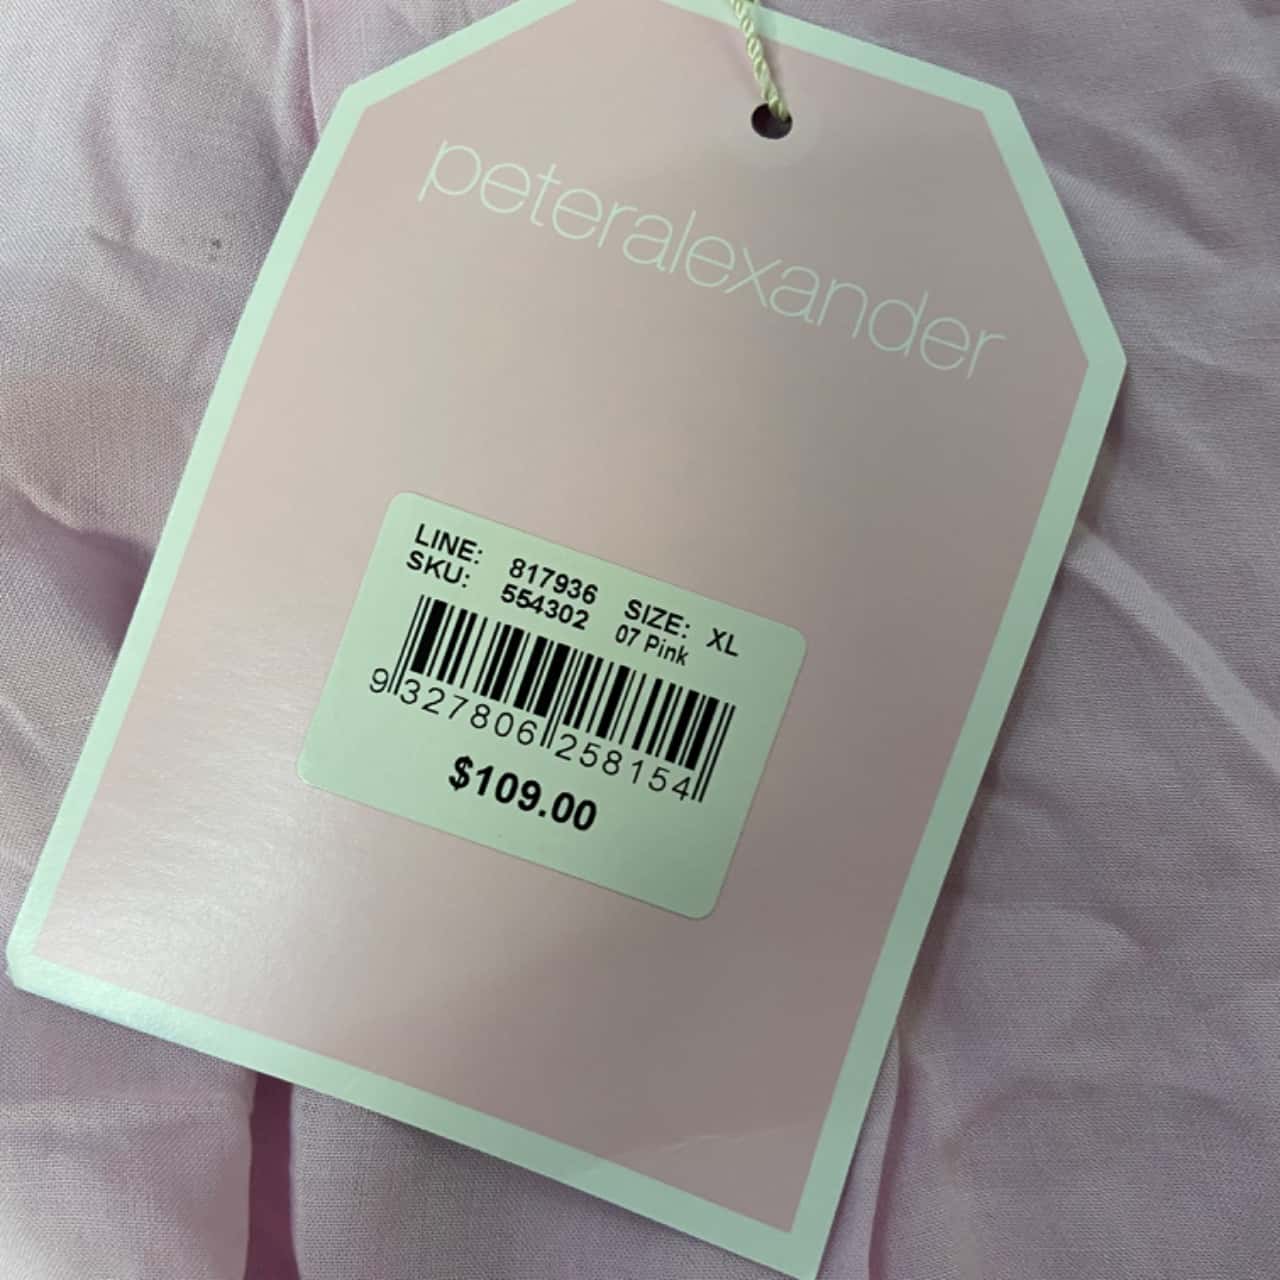 peteralexander
LINE: 817936 SIZE: XL
SKU: 554302 07 Pink
9 327806 258154
$109.00